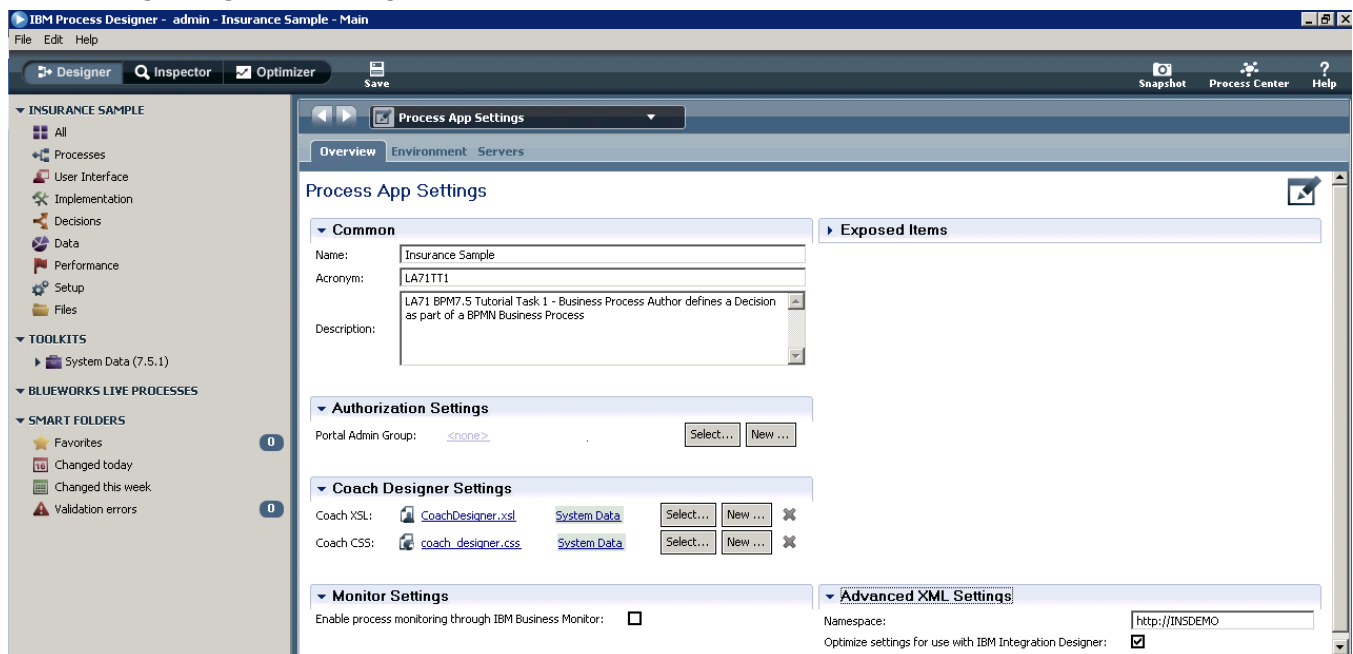 IBM Process Designer - admin - Insurance Sample - Main
File Edit Help
Designer Inspector Optimizer Save Snapshot Process Center Help
INSURANCE SAMPLE
All
Processes
User Interface
Implementation
Decisions
Data
Performance
Setup
Files
TOOLKITS
System Data (7.5.1)
BLUEWORKS LIVE PROCESSES
SMART FOLDERS
Favorites 0
16 Changed today
Changed this week
Validation errors 0
Process App Settings
Overview Environment Servers
Process App Settings
Common
Name: Insurance Sample
Acronym: LA71TT1
Description: LA71 BPM7.5 Tutorial Task 1 - Business Process Author defines a Decision
as part of a BPMN Business Process
Exposed Items
Authorization Settings
Portal Admin Group: <none> Select... New ...
Coach Designer Settings
Coach XSL: CoachDesigner.xsl System Data Select... New ...
Coach CSS: coach_designer.css System Data Select... New ...
Monitor Settings
Enable process monitoring through IBM Business Monitor:
Advanced XML Settings
Namespace: http://INSDEMO
Optimize settings for use with IBM Integration Designer: